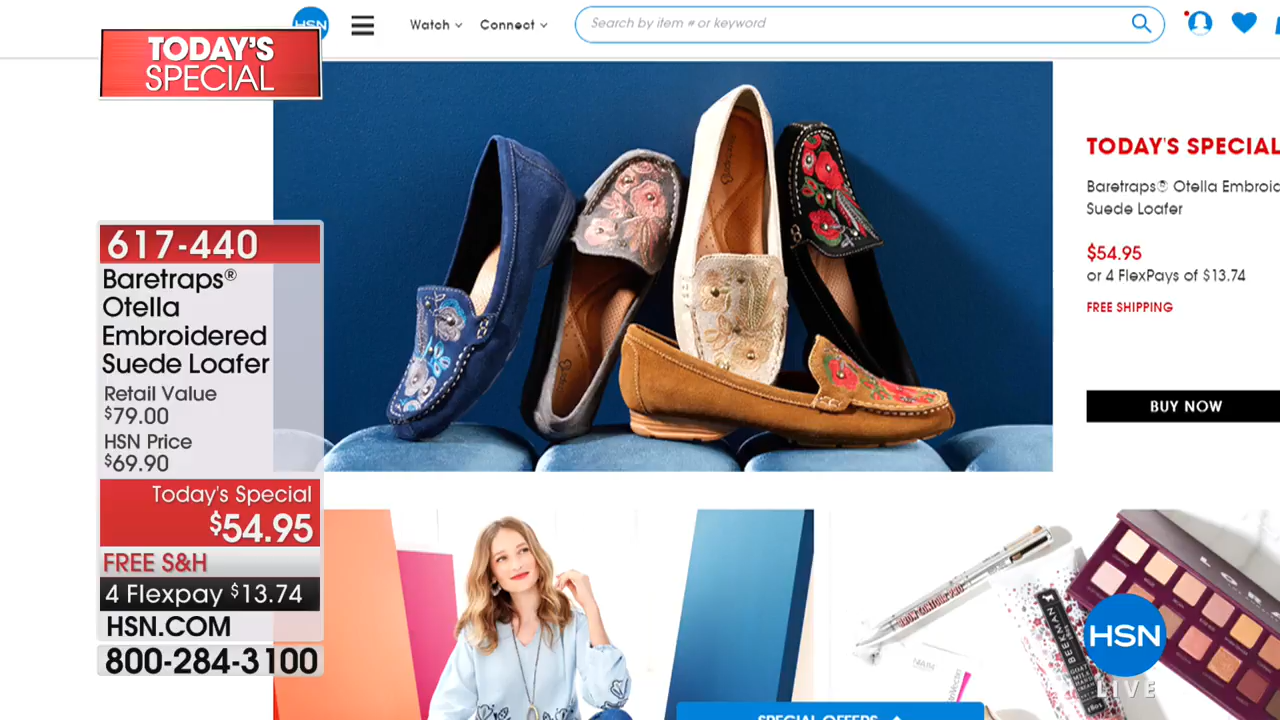 TODAY'S
SPECIAL
HSN
Watch
Connect
Search by item # or keyword
617-440
Baretraps®
Otella
Embroidered
Suede Loafer
Retail Value
$79.00
HSN Price
$69.90
Today's Special
$54.95
FREE S&H
4 Flexpay $13.74
HSN.COM
800-284-3100
TODAY'S SPECIAL
Baretraps® Otella Embroid
Suede Loafer
$54.95
or 4 FlexPays of $13.74
FREE SHIPPING
BUY NOW
SPECIAL OFFERS
BEEKMAN
1802
HSN
LIVE